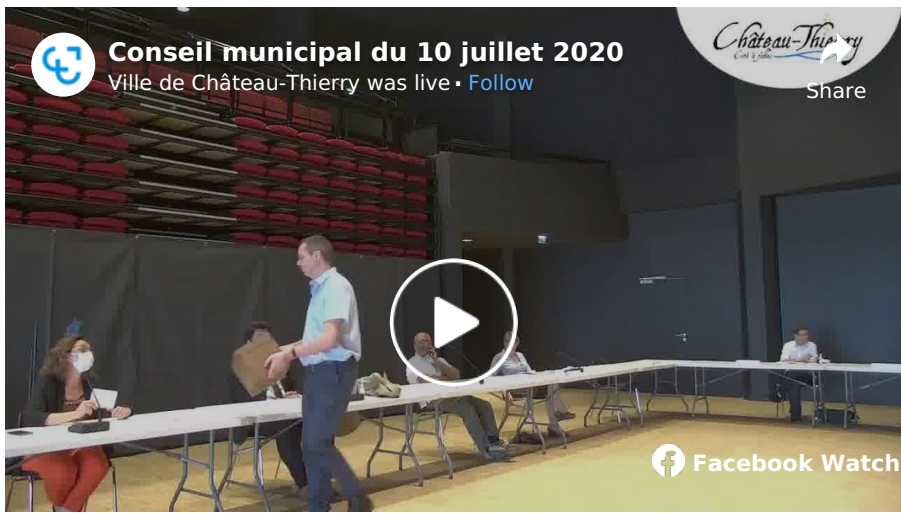 Conseil municipal du 10 juillet 2020
Ville de Château-Thierry was live · Follow
Château-Thierry
Share
Facebook Watch